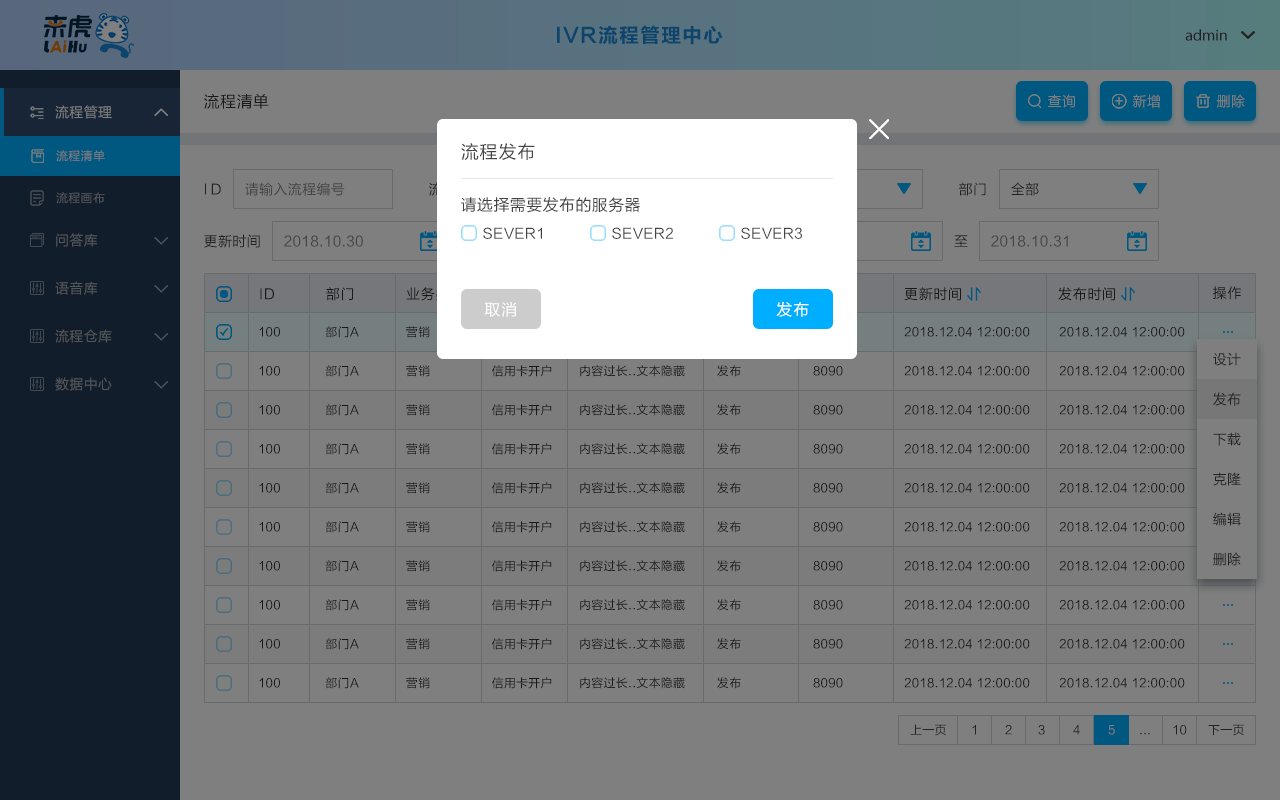 来虎
LAiHu
IVR流程管理中心
admin
流程管理
流程清单
流程画布
问答库
语音库
流程仓库
数据中心
流程清单
查询
新增
删除
ID 请输入流程编号
部门 全部
更新时间 2018.10.30
至 2018.10.31
流程发布
请选择需要发布的服务器
SEVER1 SEVER2 SEVER3
取消 发布
ID 部门 更新时间 发布时间 操作
100 部门A 营销 2018.12.04 12:00:00 2018.12.04 12:00:00 ...
100 部门A 营销 信用卡开户 内容过长..文本隐藏 发布 8090 2018.12.04 12:00:00 2018.12.04 12:00:00
100 部门A 营销 信用卡开户 内容过长..文本隐藏 发布 8090 2018.12.04 12:00:00 2018.12.04 12:00:00
100 部门A 营销 信用卡开户 内容过长..文本隐藏 发布 8090 2018.12.04 12:00:00 2018.12.04 12:00:00
100 部门A 营销 信用卡开户 内容过长..文本隐藏 发布 8090 2018.12.04 12:00:00 2018.12.04 12:00:00
100 部门A 营销 信用卡开户 内容过长..文本隐藏 发布 8090 2018.12.04 12:00:00 2018.12.04 12:00:00
100 部门A 营销 信用卡开户 内容过长..文本隐藏 发布 8090 2018.12.04 12:00:00 2018.12.04 12:00:00
100 部门A 营销 信用卡开户 内容过长..文本隐藏 发布 8090 2018.12.04 12:00:00 2018.12.04 12:00:00 ...
100 部门A 营销 信用卡开户 内容过长..文本隐藏 发布 8090 2018.12.04 12:00:00 2018.12.04 12:00:00 ...
100 部门A 营销 信用卡开户 内容过长..文本隐藏 发布 8090 2018.12.04 12:00:00 2018.12.04 12:00:00 ...
设计
发布
下载
克隆
编辑
删除
上一页 1 2 3 4 5 ... 10 下一页